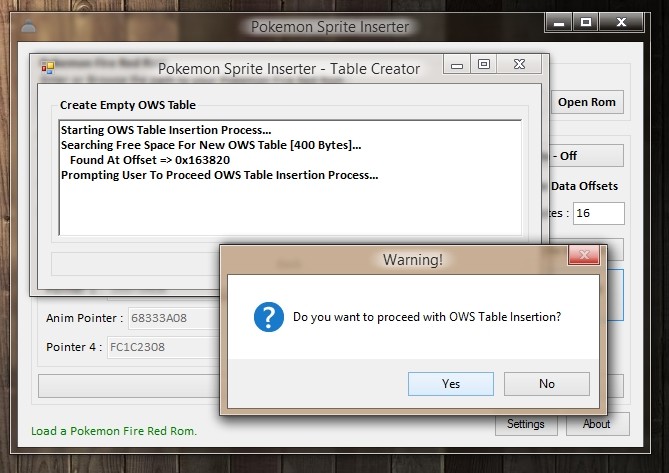 Pokemon Sprite Inserter
Pokemon Sprite Inserter - Table Creator
Create Empty OWS Table
Starting OWS Table Insertion Process...
Searching Free Space For New OWS Table [400 Bytes]...
Found At Offset => 0x163820
Prompting User To Proceed OWS Table Insertion Process...
Open Rom
- Off
Data Offsets
16
Warning!
Do you want to proceed with OWS Table Insertion?
Yes
No
Anim Pointer : 68333A08
Pointer 4 : FC1C2308
Load a Pokemon Fire Red Rom.
Settings
About